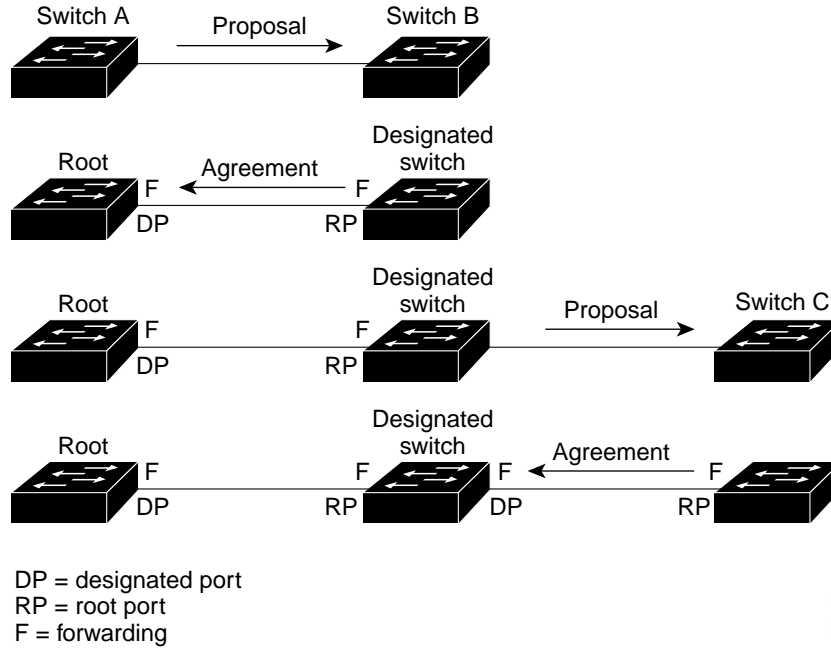 Switch A
Proposal
Switch B
Root
F
DP
Agreement
Designated
switch
F
RP
Root
F
DP
Designated
switch
F
RP
Proposal
Switch C
Root
F
DP
Designated
switch
F
RP
F
DP
Agreement
F
RP
DP = designated port
RP = root port
F = forwarding